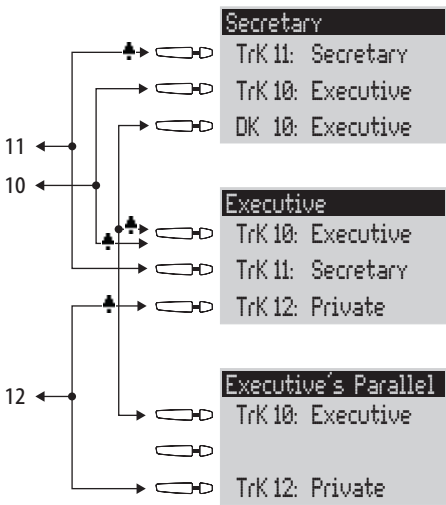 Secretary
TrK 11: Secretary
TrK 10: Executive
DK 10: Executive
11
10
Executive
TrK 10: Executive
TrK 11: Secretary
TrK 12: Private
12
Executive's Parallel
TrK 10: Executive
TrK 12: Private